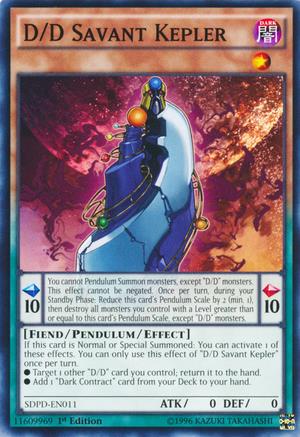 D/D Savant Kepler
DARK
闇
10
10
You cannot Pendulum Summon monsters, except "D/D" monsters.
This effect cannot be negated. Once per turn, during your
Standby Phase: Reduce this card's Pendulum Scale by 2 (min. 1),
then destroy all monsters you control with a Level greater than
or equal to this card's Pendulum Scale, except "D/D" monsters.
[Fiend/Pendulum/Effect]
If this card is Normal or Special Summoned: You can activate 1 of
these effects. You can only use this effect of "D/D Savant Kepler"
once per turn.
● Target 1 other "D/D" card you control; return it to the hand.
● Add 1 "Dark Contract" card from your Deck to your hand.
SDPD-EN011
ATK/ 0 DEF/ 0
11609969 1st Edition ©1996 KAZUKI TAKAHASHI